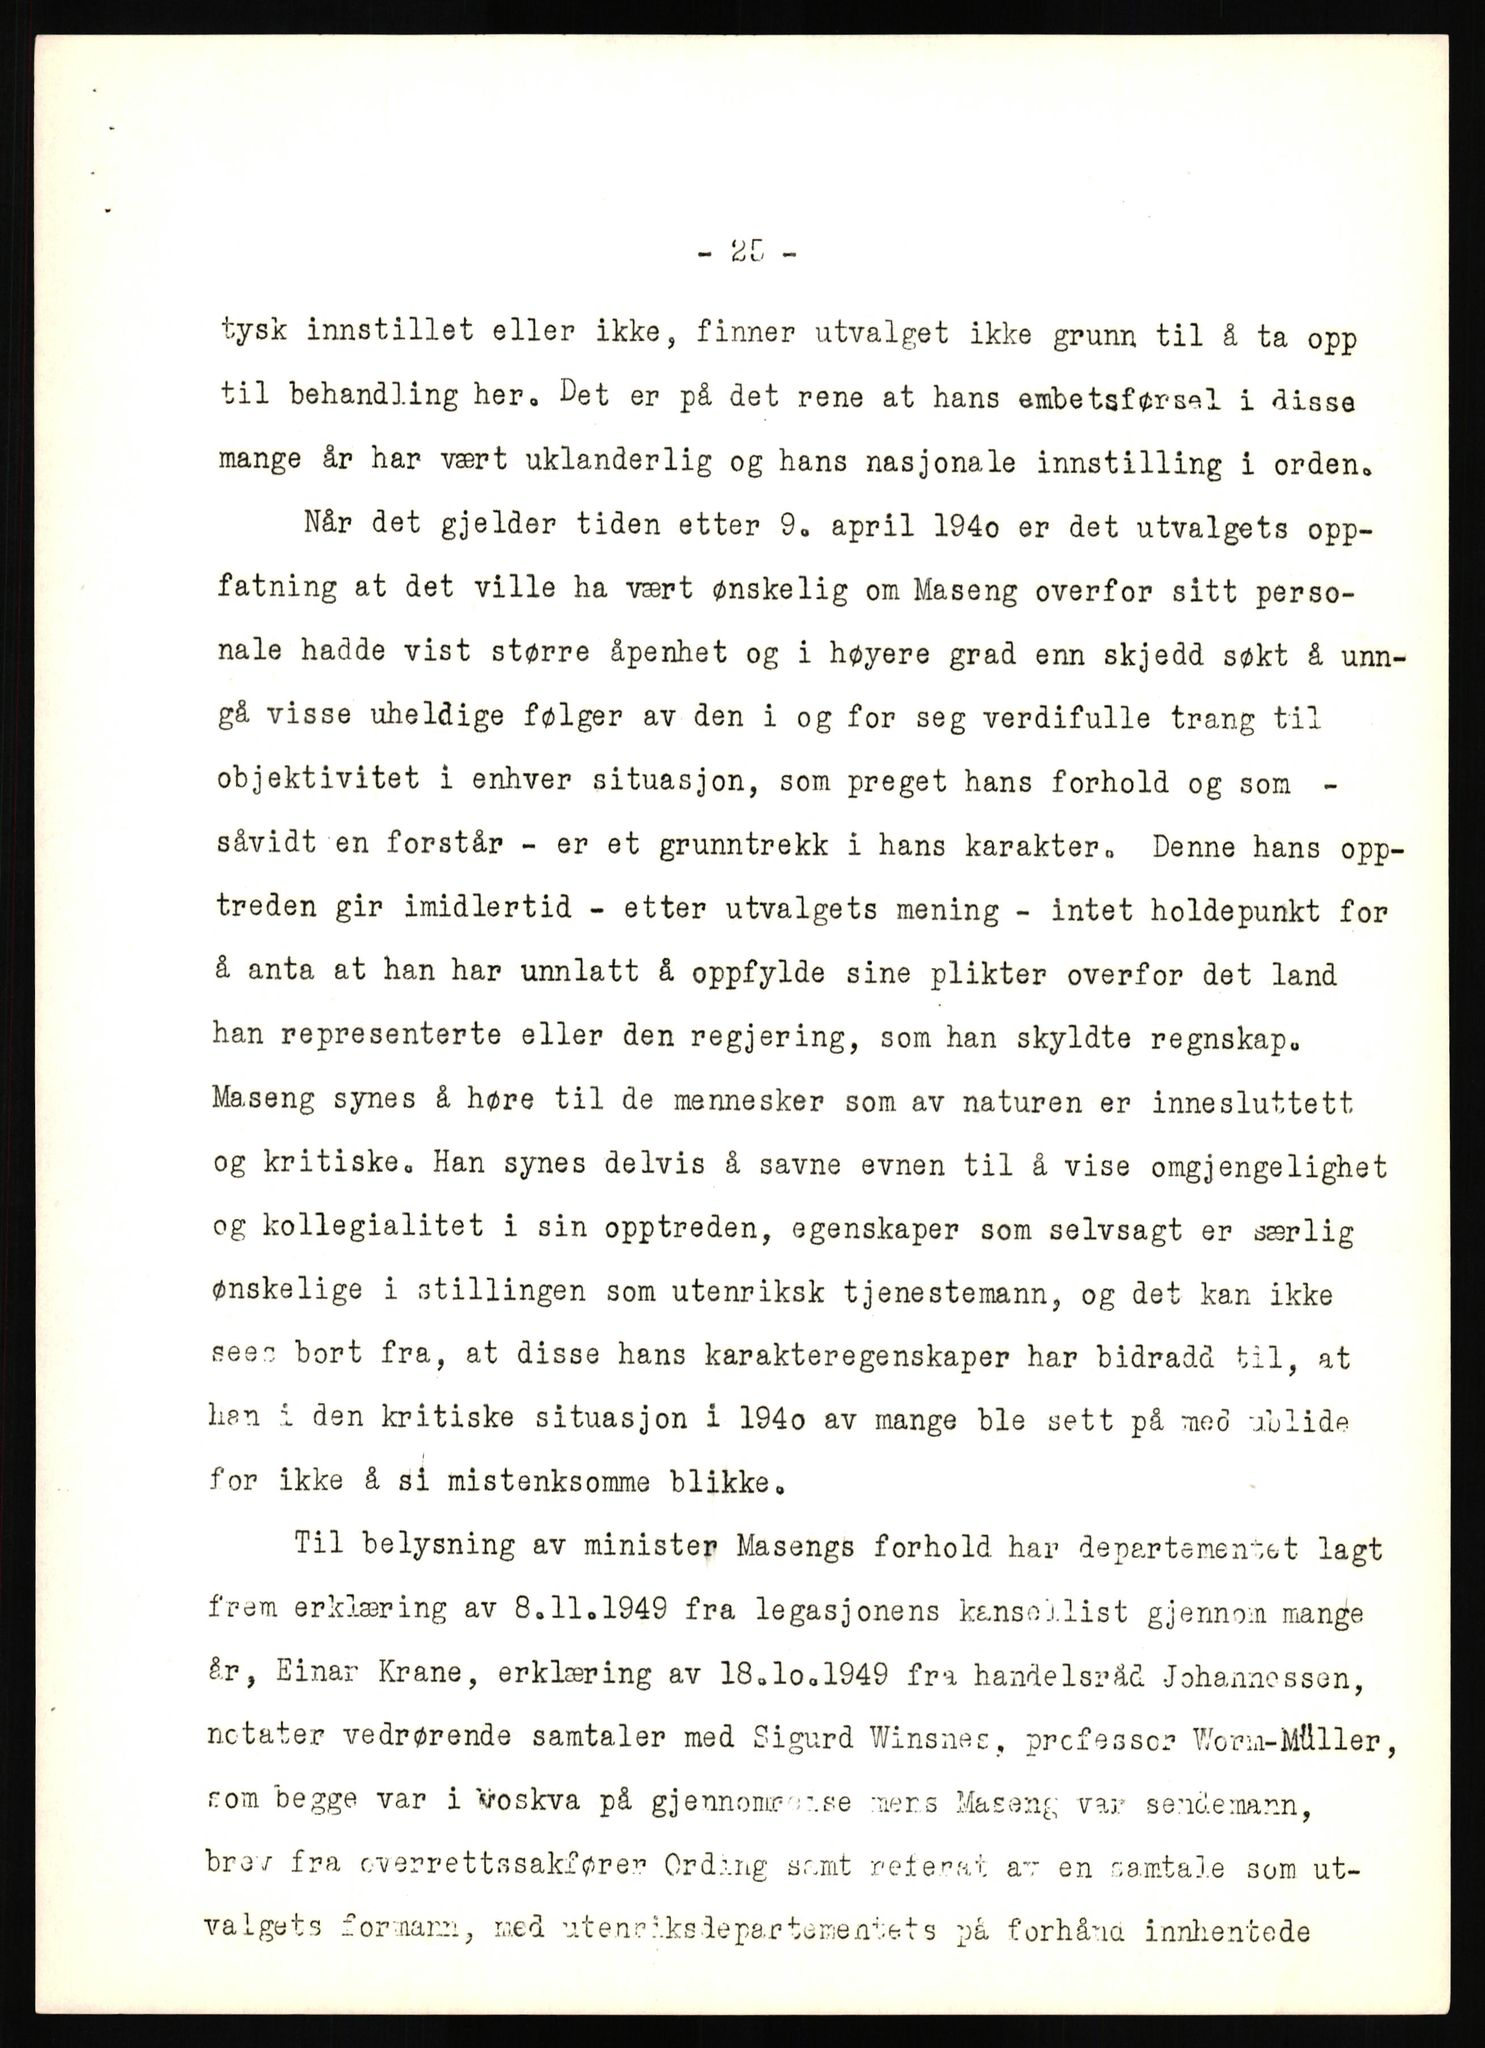 - 25 -
tysk innstillet eller ikke, finner utvalget ikke grunn til å ta opp
til behandling her. Det er på det rene at hans embetsførsel i disse
mange år har vært uklanderlig og hans nasjonale innstilling i orden.
Når det gjelder tiden etter 9. april 194o er det utvalgets opp-
fatning at det ville ha vært ønskelig om Maseng overfor sitt perso-
nale hadde vist større åpenhet og i høyere grad enn skjedd søkt å unn-
gå visse uheldige følger av den i og for seg verdifulle trang til
objektivitet i enhver situasjon, som preget hans forhold og som -
såvidt en forstår - er et grunntrekk i hans karakter. Denne hans opp-
treden gir imidlertid - etter utvalgets mening - intet holdepunkt for
å anta at han har unnlatt å oppfylde sine plikter overfor det land
han representerte eller den regjering, som han skyldte regnskap.
Maseng synes å høre til de mennesker som av naturen er innesluttett
og kritiske. Han synes delvis å savne evnen til å vise omgjengelighet
og kollegialitet i sin opptreden, egenskaper som selvsagt er særlig
ønskelige i stillingen som utenriksk tjenestemann, og det kan ikke
sees bort fra, at disse hans karakteregenskaper har bidradd til, at
han i den kritiske situasjon i 194o av mange ble sett på med ublide
for ikke å si mistenksomme blikke.
Til belysning av minister Masengs forhold har departementet lagt
frem erklæring av 8.11.1949 fra legasjonens kansellist gjennom mange
år, Einar Krane, erklæring av 18.1o.1949 fra handelsråd Johannessen,
notater vedrørende samtaler med Sigurd Winsnes, professor Worm-Müller,
som begge var i Moskva på gjennomreise mens Maseng var sendemann,
brev fra overrettssakfører Ording samt referat av en samtale som ut-
valgets formann, med utenriksdepartementets på forhånd innhentede